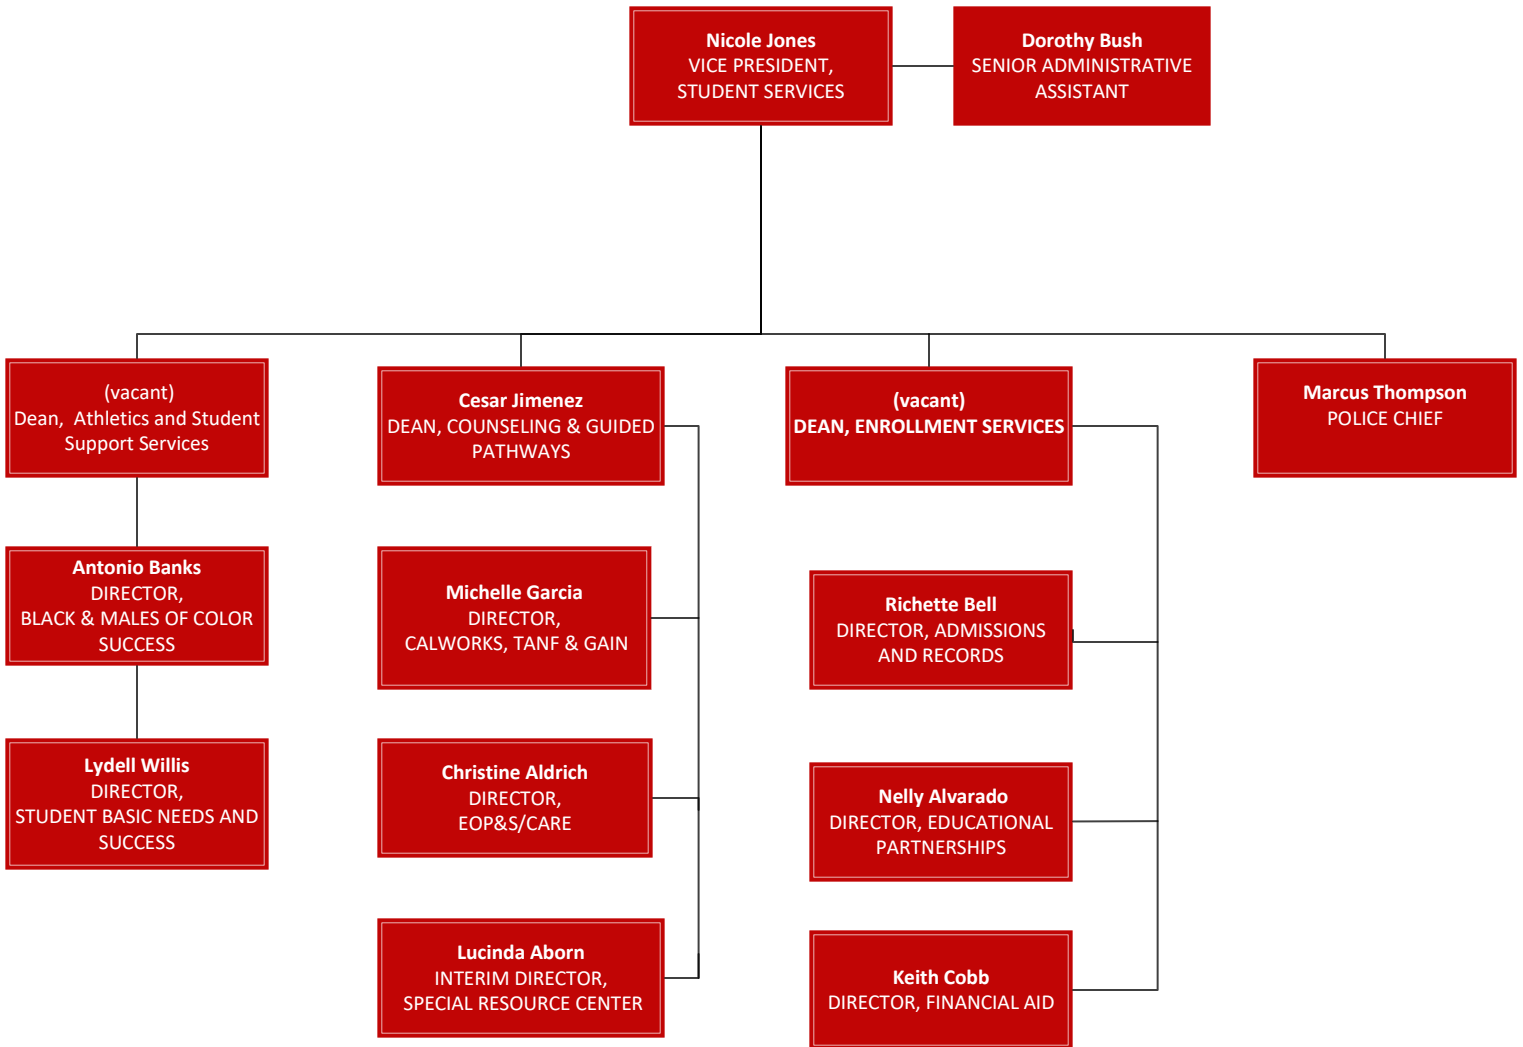 Nicole Jones
VICE PRESIDENT,
STUDENT SERVICES
Dorothy Bush
SENIOR ADMINISTRATIVE
ASSISTANT
(vacant)
Dean,  Athletics and Student
Support Services
Antonio Banks
DIRECTOR,
BLACK & MALES OF COLOR
SUCCESS
Lydell Willis
DIRECTOR,
STUDENT BASIC NEEDS AND
SUCCESS
Cesar Jimenez
DEAN, COUNSELING & GUIDED
PATHWAYS
Michelle Garcia
DIRECTOR,
CALWORKS, TANF & GAIN
Christine Aldrich
DIRECTOR,
EOP&S/CARE
Lucinda Aborn
INTERIM DIRECTOR,
SPECIAL RESOURCE CENTER
(vacant)
DEAN, ENROLLMENT SERVICES
Richette Bell
DIRECTOR, ADMISSIONS
AND RECORDS
Nelly Alvarado
DIRECTOR, EDUCATIONAL
PARTNERSHIPS
Keith Cobb
DIRECTOR, FINANCIAL AID
Marcus Thompson
POLICE CHIEF